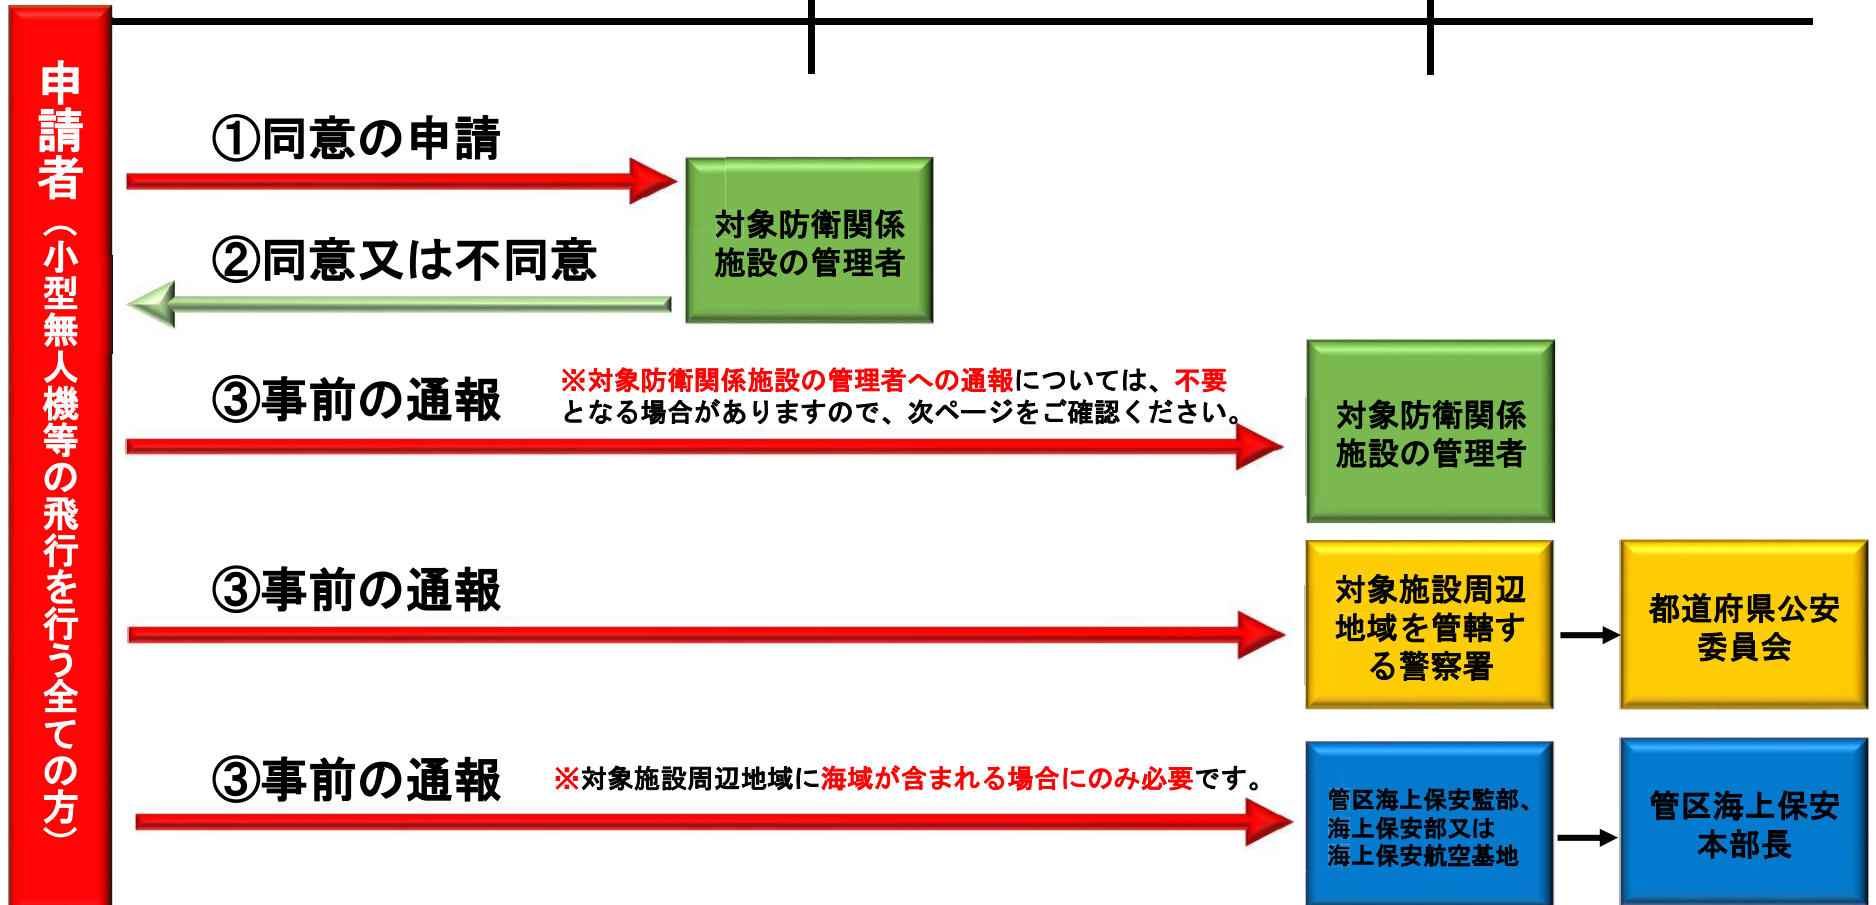 申請者（小型無人機等の飛行を行う全ての方）
①同意の申請
対象防衛関係
施設の管理者
②同意又は不同意
③事前の通報
※対象防衛関係施設の管理者への通報については、不要
となる場合がありますので、次ページをご確認ください。
対象防衛関係
施設の管理者
③事前の通報
対象施設周辺
地域を管轄す
る警察署
都道府県公安
委員会
③事前の通報
※対象施設周辺地域に海域が含まれる場合にのみ必要です。
管区海上保安監部、
海上保安部又は
海上保安航空基地
管区海上保安
本部長